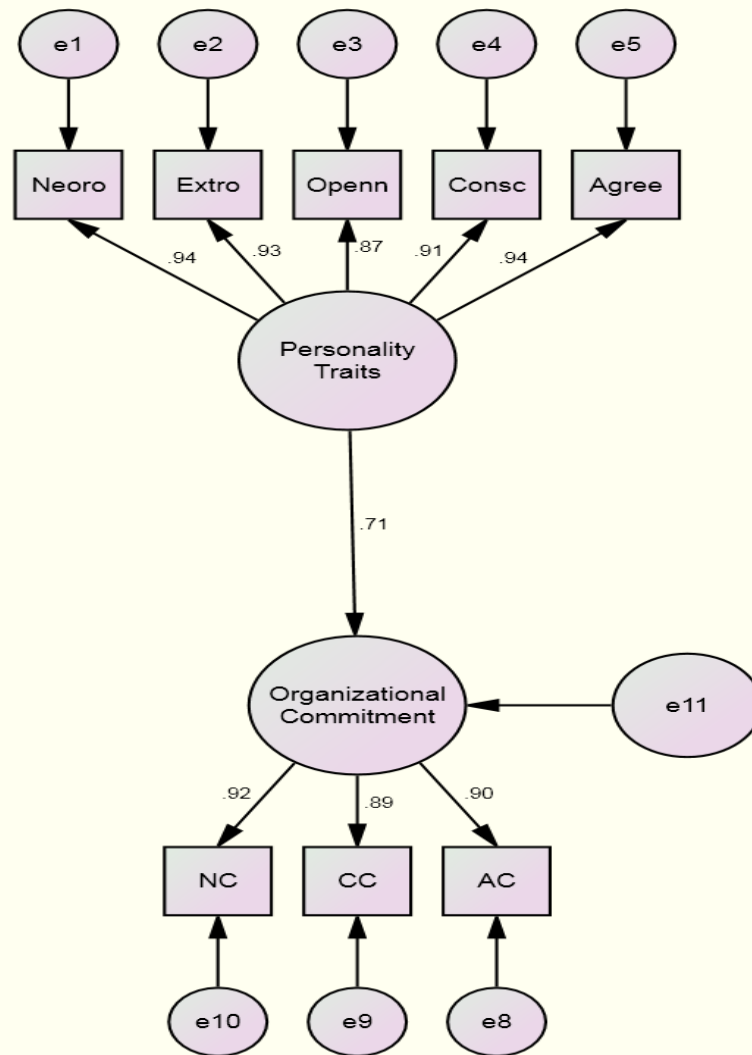 e1
e2
e3
e4
e5
Neoro
Extro
Openn
Consc
Agree
.94
.93
.87
.91
.94
Personality
Traits
.71
Organizational
Commitment
e11
.92
.89
.90
NC
CC
AC
e10
e9
e8